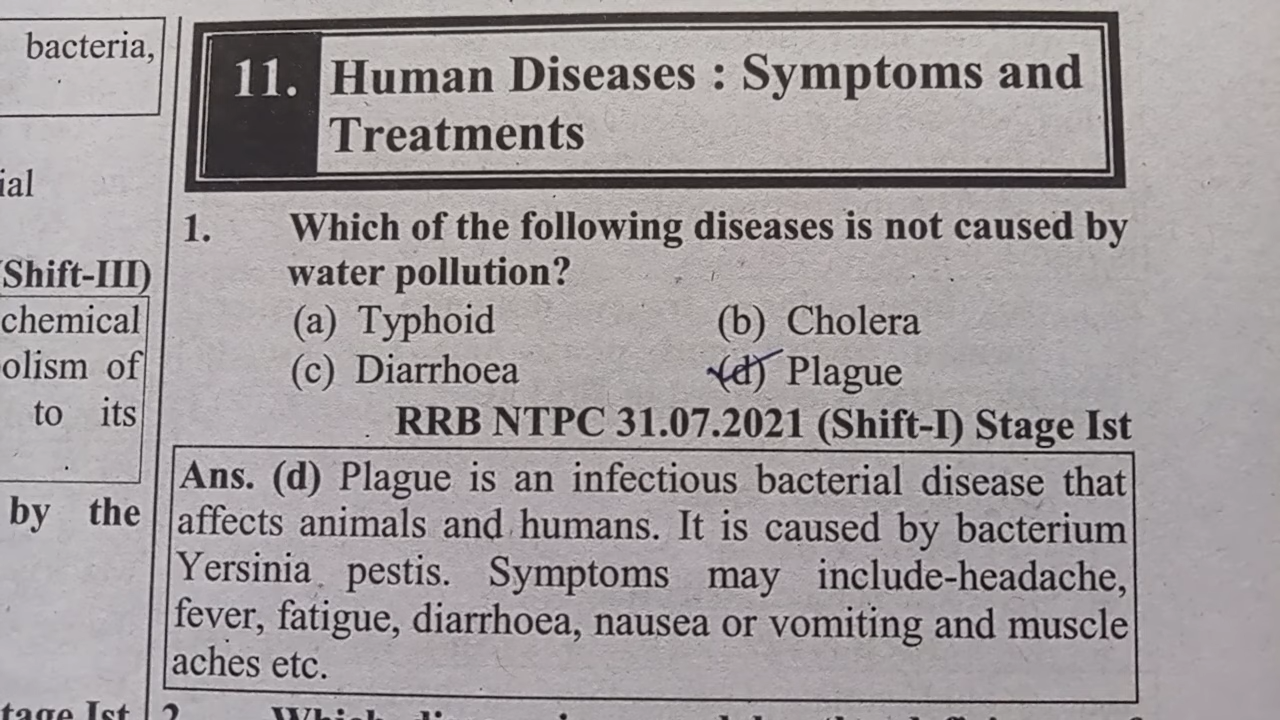 bacteria,
ial
(Shift-III)
chemical
olism of
to its
by the
tage Ist
11. Human Diseases : Symptoms and
Treatments
1. Which of the following diseases is not caused by
water pollution?
(a) Typhoid (b) Cholera
(c) Diarrhoea (d) Plague
RRB NTPC 31.07.2021 (Shift-I) Stage Ist
Ans. (d) Plague is an infectious bacterial disease that
affects animals and humans. It is caused by bacterium
Yersinia pestis. Symptoms may include-headache,
fever, fatigue, diarrhoea, nausea or vomiting and muscle
aches etc.
2. Which